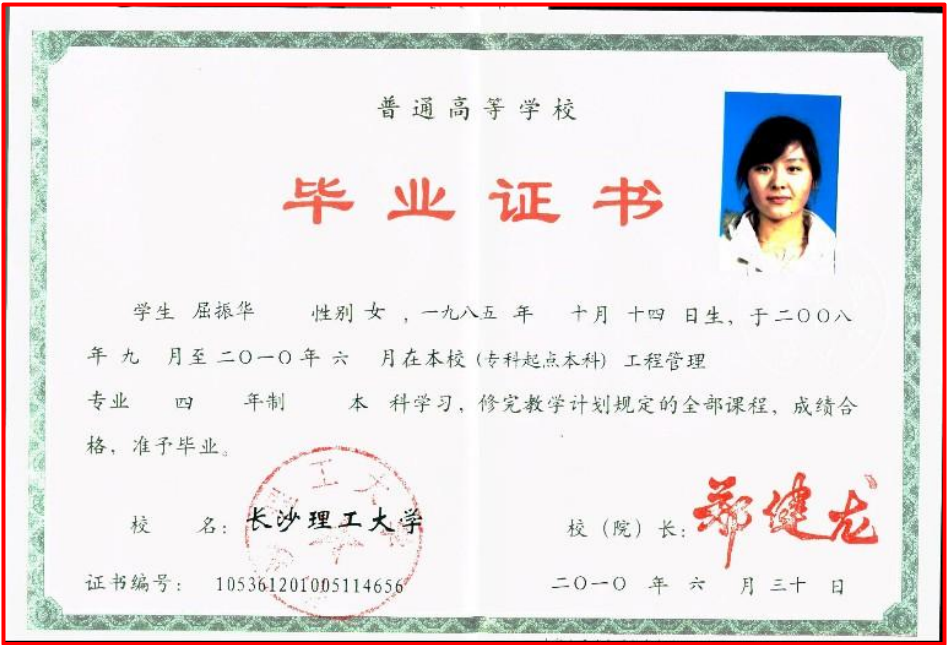 普通高等学校
毕业证书
学生 屈振华 性别 女 ，一九八五 年 十月 十四 日生，于二〇〇八
年 九 月至 二〇一〇 年 六 月在本校 (专科起点本科) 工程管理
专业 四 年制 本 科学习，修完教学计划规定的全部课程，成绩合
格，准予毕业。
校 名： 长沙理工大学
校（院）长： 郑健龙
证书编号： 105361201005114656
二〇一〇 年 六 月 三十 日